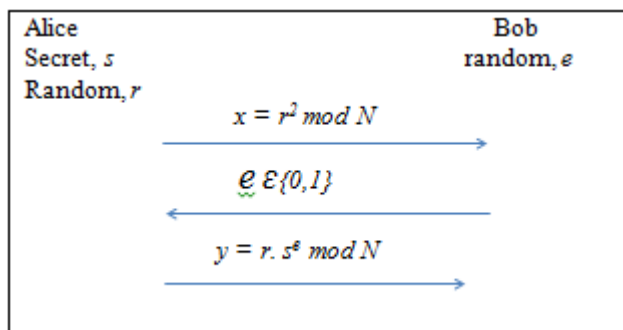 Alice Bob
Secret, s random, e
Random, r
x = r² mod N
e ε{0,1}
y = r. sᵉ mod N